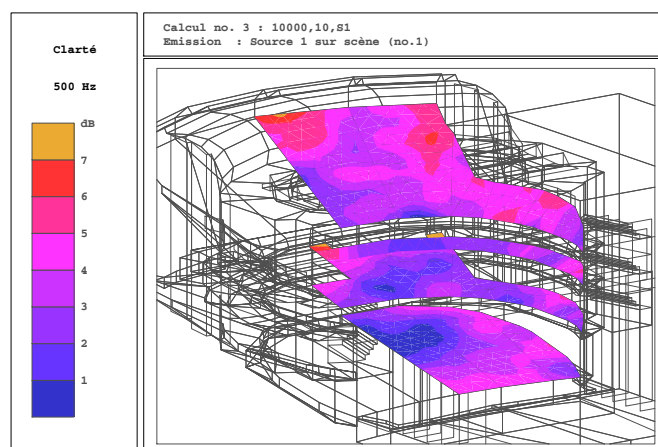 Clarté
500 Hz
dB
7
6
5
4
3
2
1
Calcul no. 3 : 10000,10,S1
Emission : Source 1 sur scène (no.1)